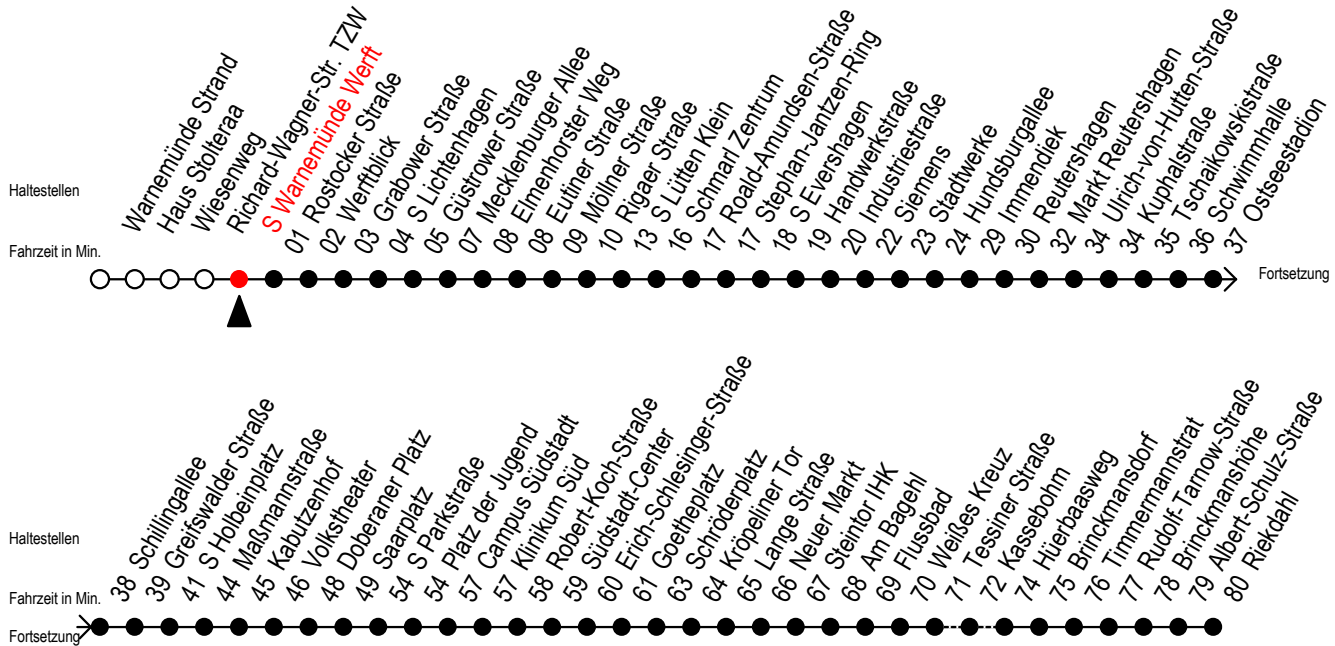 Haltestellen
Fahrzeit in Min.
Warnemünde Strand
Haus Stolteraa
Wiesenweg
Richard-Wagner-Str. TZW
S Warnemünde Werft
01 Rostocker Straße
02 Werftblick
03 Grabower Straße
04 S Lichtenhagen
05 Güstrower Straße
07 Mecklenburger Allee
08 Elmenhorster Weg
08 Eutiner Straße
09 Möllner Straße
10 Rigaer Straße
13 S Lütten Klein
16 Schmarl Zentrum
17 Roald-Amundsen-Straße
17 Stephan-Jantzen-Ring
18 S Evershagen
19 Handwerkstraße
20 Industriestraße
22 Siemens
23 Stadtwerke
24 Hundsburgallee
29 Immendiek
30 Reutershagen
32 Markt Reutershagen
34 Ulrich-von-Hutten-Straße
34 Kuphalstraße
35 Tschaikowskistraße
36 Schwimmhalle
37 Ostseestadion
Fortsetzung
Haltestellen
Fahrzeit in Min.
Fortsetzung
38 Schillingallee
39 Greifswalder Straße
41 S Holbeinplatz
44 Maßmannstraße
45 Kabutzenhof
46 Volkstheater
48 Doberaner Platz
49 Saarplatz
54 S Parkstraße
54 Platz der Jugend
57 Campus Südstadt
57 Klinikum Süd
58 Robert-Koch-Straße
59 Südstadt-Center
60 Erich-Schlesinger-Straße
61 Goetheplatz
63 Schröderplatz
64 Kröpeliner Tor
65 Lange Straße
66 Neuer Markt
67 Steintor IHK
68 Am Bagehl
69 Flussbad
70 Weißes Kreuz
71 Tessiner Straße
72 Kassebohm
74 Hüerbaasweg
75 Brinckmansdorf
76 Timmermannstrat
77 Rudolf-Tarnow-Straße
78 Brinckmanshöhe
79 Albert-Schulz-Straße
80 Riekdahl